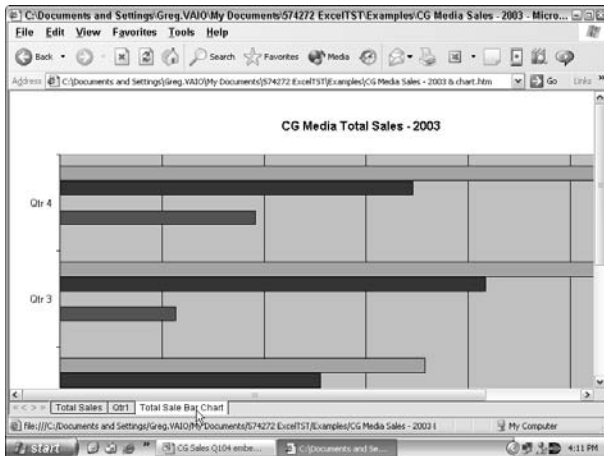 C:\Documents and Settings\Greg.VAIO\My Documents\574272 ExcelTST\Examples\CG Media Sales - 2003 - Micro...
File Edit View Favorites Tools Help
Back Search Favorites Media
Address C:\Documents and Settings\Greg.VAIO\My Documents\574272 ExcelTST\Examples\CG Media Sales - 2003 & chart.htm Go Links »
CG Media Total Sales - 2003
Qtr 4
Qtr 3
Total Sales Qtr1 Total Sale Bar Chart
file:///C:/Documents and Settings/Greg.VAIO/My Documents/574272 ExcelTST/Examples/CG Media Sales - 2003 My Computer
start CG Sales Q104 embe... C:\Documents and Se... 4:11 PM